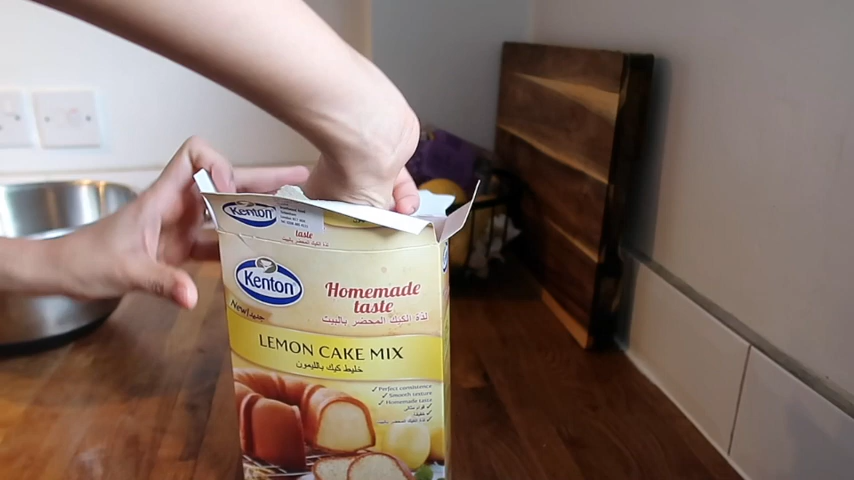 Kenton
taste
Kenton
Homemade
taste
لذة الكيك المحضر بالبيت
New! جديد!
LEMON CAKE MIX
خليط كيك بالليمون
✓ Perfect consistence
✓ Smooth texture
✓ Homemade taste